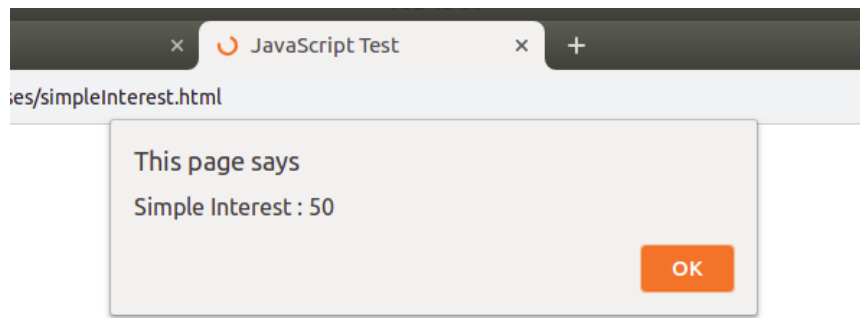 JavaScript Test
ses/simpleInterest.html
This page says
Simple Interest : 50
OK